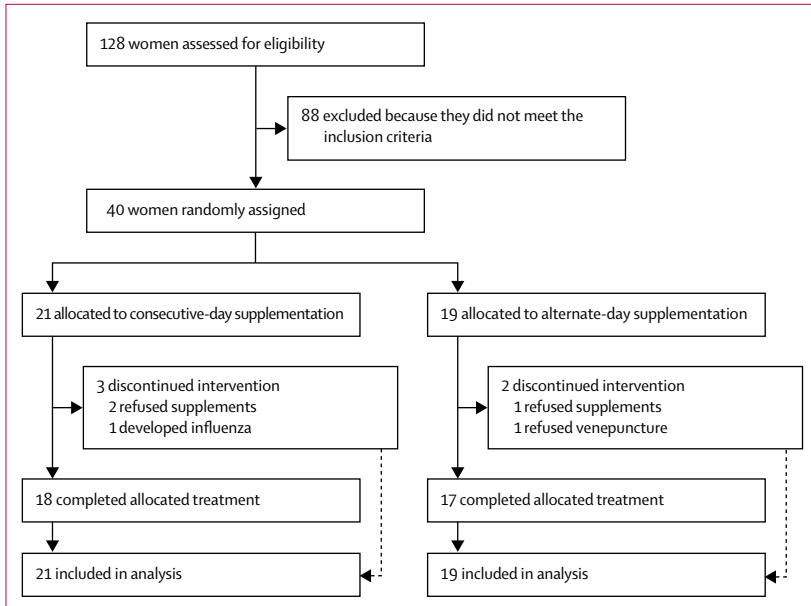 128 women assessed for eligibility
88 excluded because they did not meet the
inclusion criteria
40 women randomly assigned
21 allocated to consecutive-day supplementation
19 allocated to alternate-day supplementation
3 discontinued intervention
2 refused supplements
1 developed influenza
2 discontinued intervention
1 refused supplements
1 refused venepuncture
18 completed allocated treatment
17 completed allocated treatment
21 included in analysis
19 included in analysis